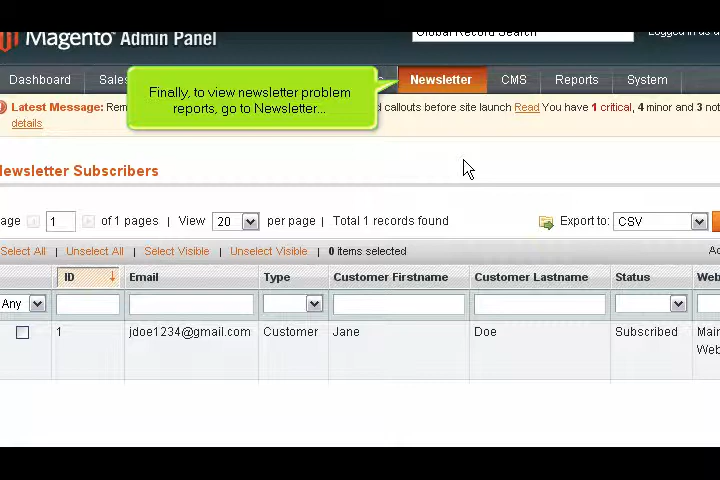 Magento Admin Panel
Global Record Search
Logged in as a
Dashboard Sales Newsletter CMS Reports System
Finally, to view newsletter problem
reports, go to Newsletter...
Latest Message: callouts before site launch Read You have 1 critical, 4 minor and 3 not
details
Newsletter Subscribers
age 1 of 1 pages | View 20 per page | Total 1 records found Export to: CSV
Select All | Unselect All | Select Visible | Unselect Visible | 0 items selected
ID Email Type Customer Firstname Customer Lastname Status Web
Any
1 jdoe1234@gmail.com Customer Jane Doe Subscribed Main
Web